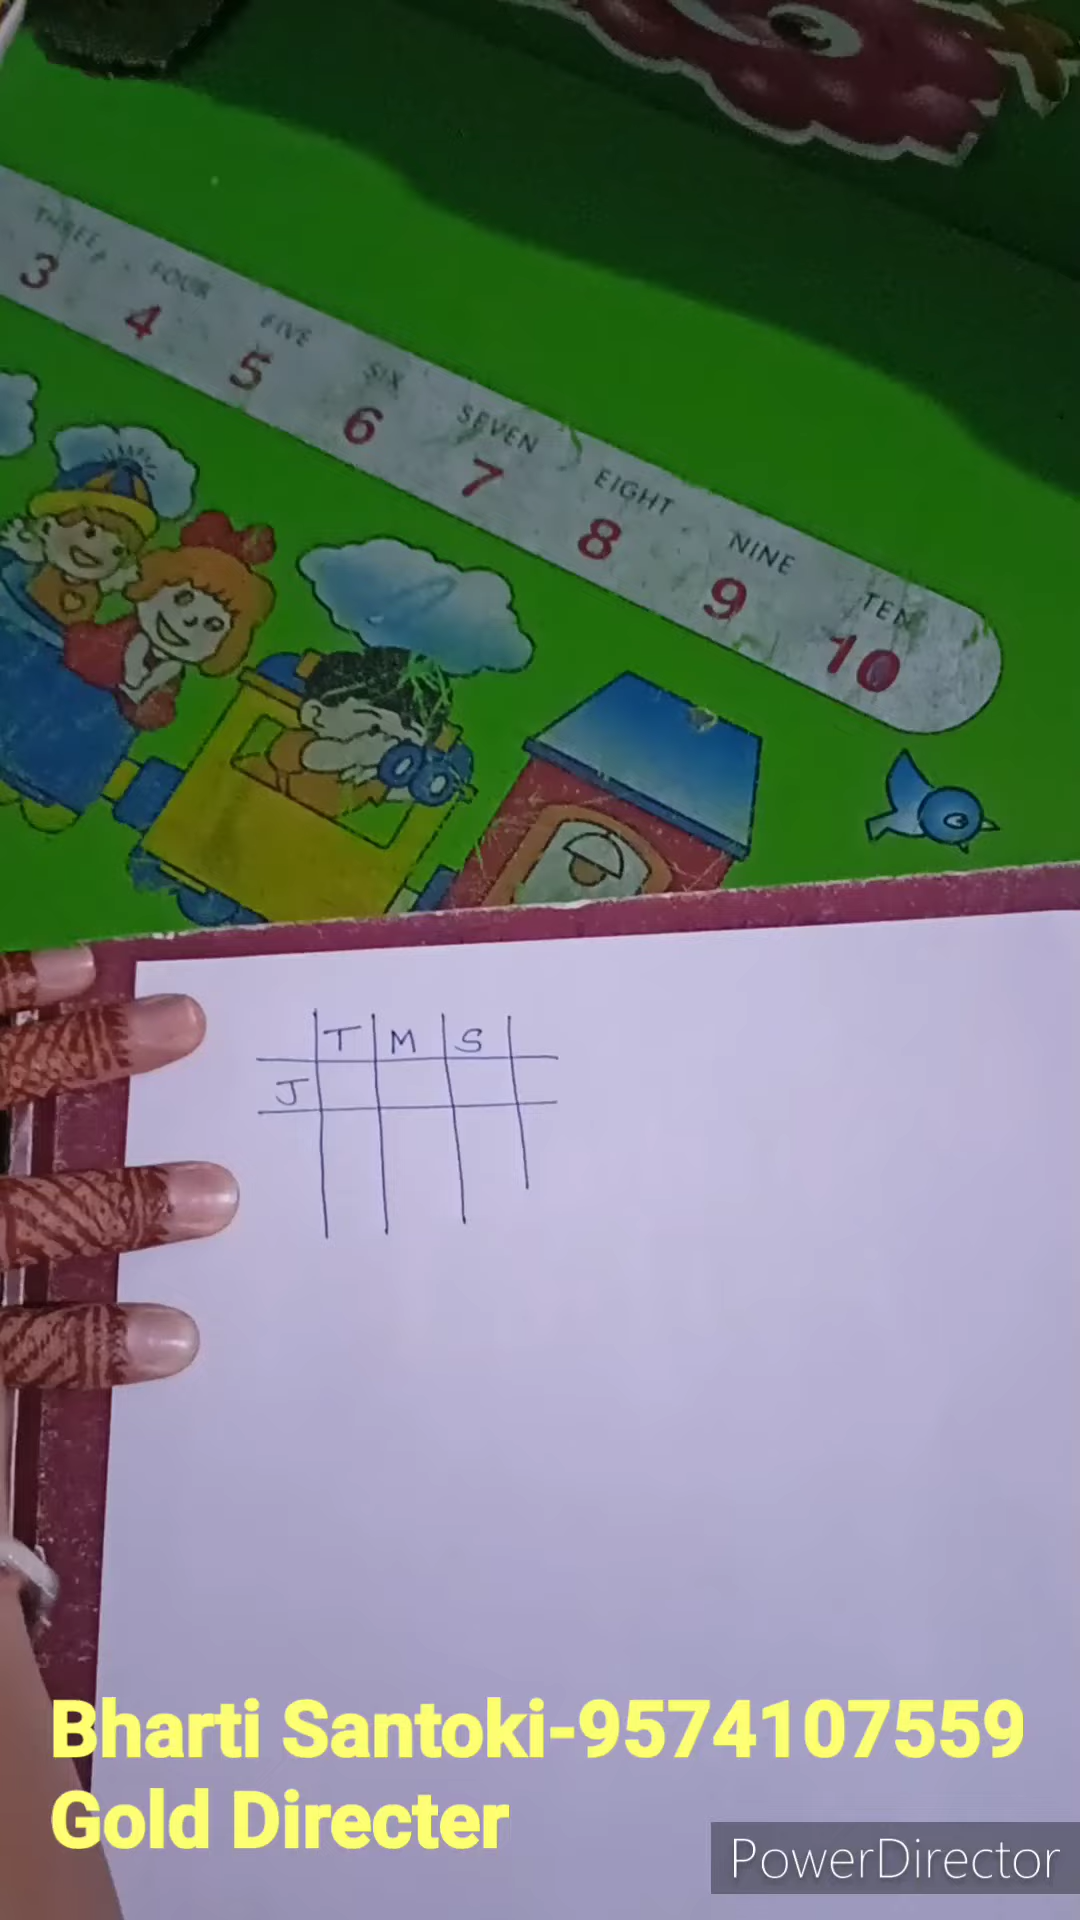 THREE FOUR FIVE SIX SEVEN EIGHT NINE TEN
3 4 5 6 7 8 9 10
T M S
J
Bharti Santoki-9574107559
Gold Directer
PowerDirector